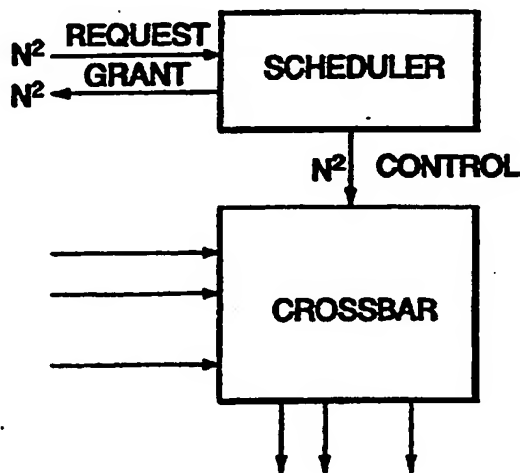 N² REQUEST
N² GRANT
SCHEDULER
N² CONTROL
CROSSBAR